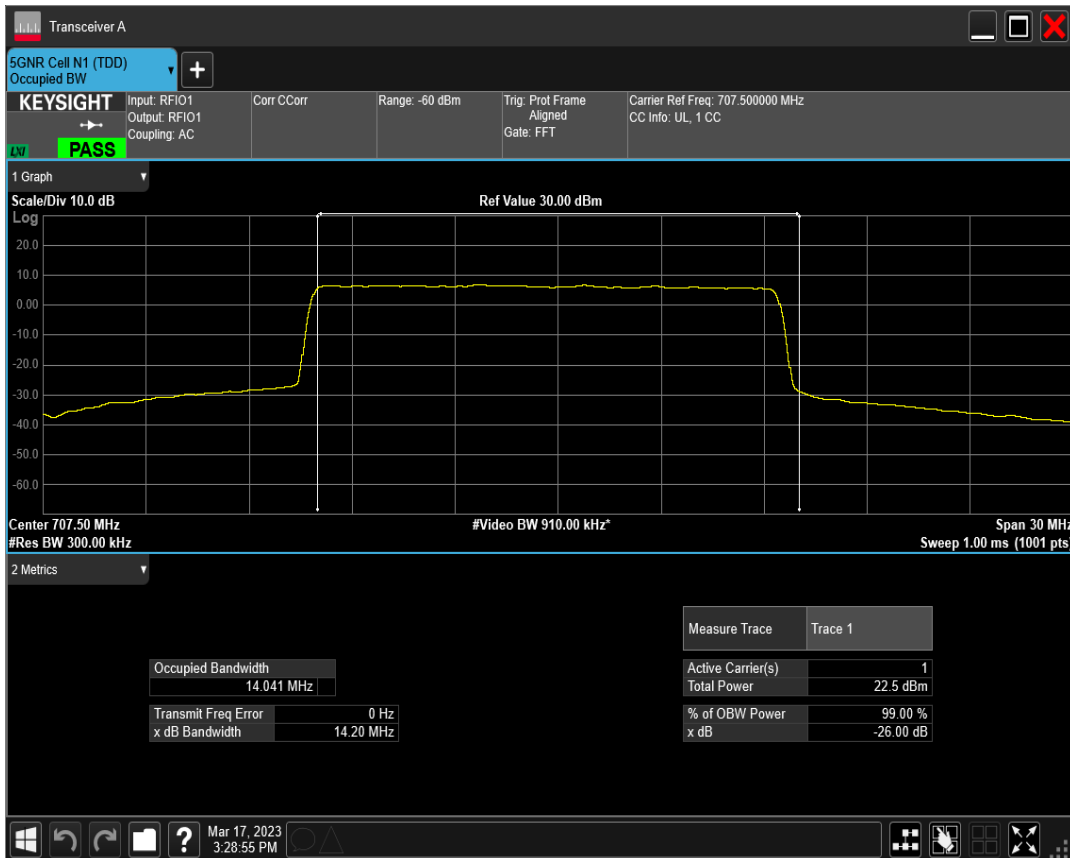 Transceiver A
5GNR Cell N1 (TDD)
Occupied BW
+
KEYSIGHT
LXI
PASS
Input: RFIO1
Output: RFIO1
Coupling: AC
Corr CCorr
Range: -60 dBm
Trig: Prot Frame
Aligned
Gate: FFT
Carrier Ref Freq: 707.500000 MHz
CC Info: UL, 1 CC
1 Graph
Scale/Div 10.0 dB
Ref Value 30.00 dBm
Log
20.0
10.0
0.00
-10.0
-20.0
-30.0
-40.0
-50.0
-60.0
Center 707.50 MHz
#Video BW 910.00 kHz*
Span 30 MHz
#Res BW 300.00 kHz
Sweep 1.00 ms (1001 pts)
2 Metrics
Measure Trace Trace 1
Occupied Bandwidth
14.041 MHz
Active Carrier(s) 1
Total Power 22.5 dBm
Transmit Freq Error 0 Hz
x dB Bandwidth 14.20 MHz
% of OBW Power 99.00 %
x dB -26.00 dB
?
Mar 17, 2023
3:28:55 PM